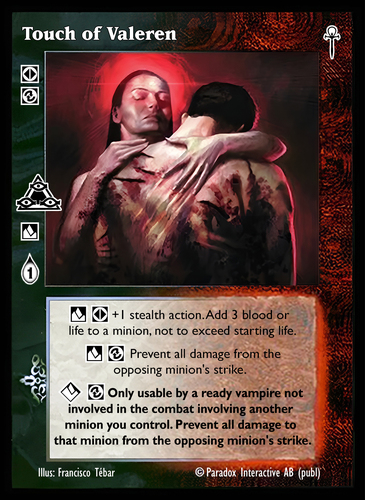 Touch of Valeren
1
+1 stealth action. Add 3 blood or
life to a minion, not to exceed starting life.
Prevent all damage from the
opposing minion's strike.
Only usable by a ready vampire not
involved in the combat involving another
minion you control. Prevent all damage to
that minion from the opposing minion's strike.
Illus: Francisco Tébar
© Paradox Interactive AB (publ)